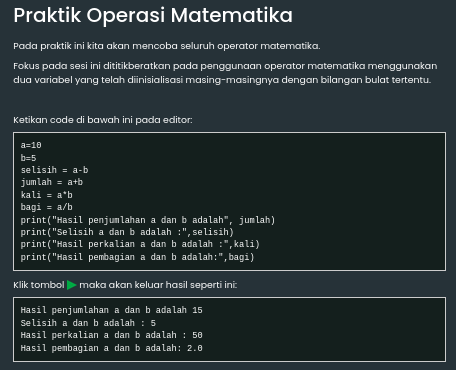 Praktik Operasi Matematika
Pada praktik ini kita akan mencoba seluruh operator matematika.
Fokus pada sesi ini dititikberatkan pada penggunaan operator matematika menggunakan
dua variabel yang telah diinisialisasi masing-masingnya dengan bilangan bulat tertentu.
Ketikan code di bawah ini pada editor:
a=10
b=5
selisih = a-b
jumlah = a+b
kali = a*b
bagi = a/b
print("Hasil penjumlahan a dan b adalah", jumlah)
print("Selisih a dan b adalah :",selisih)
print("Hasil perkalian a dan b adalah :",kali)
print("Hasil pembagian a dan b adalah:",bagi)
Klik tombol ▶ maka akan keluar hasil seperti ini:
Hasil penjumlahan a dan b adalah 15
Selisih a dan b adalah : 5
Hasil perkalian a dan b adalah : 50
Hasil pembagian a dan b adalah: 2.0